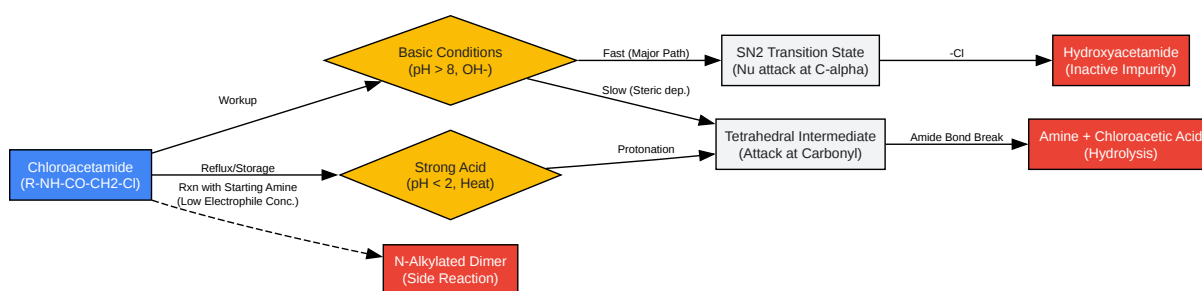 Basic Conditions
(pH > 8, OH-)
Fast (Major Path)
SN2 Transition State
(Nu attack at C-alpha)
-Cl
Hydroxyacetamide
(Inactive Impurity)
Workup
Slow (Steric dep.)
Tetrahedral Intermediate
(Attack at Carbonyl)
Amide Bond Break
Amine + Chloroacetic Acid
(Hydrolysis)
Chloroacetamide
(R-NH-CO-CH2-Cl)
Reflux/Storage
Strong Acid
(pH < 2, Heat)
Protonation
Rxn with Starting Amine
(Low Electrophile Conc.)
N-Alkylated Dimer
(Side Reaction)